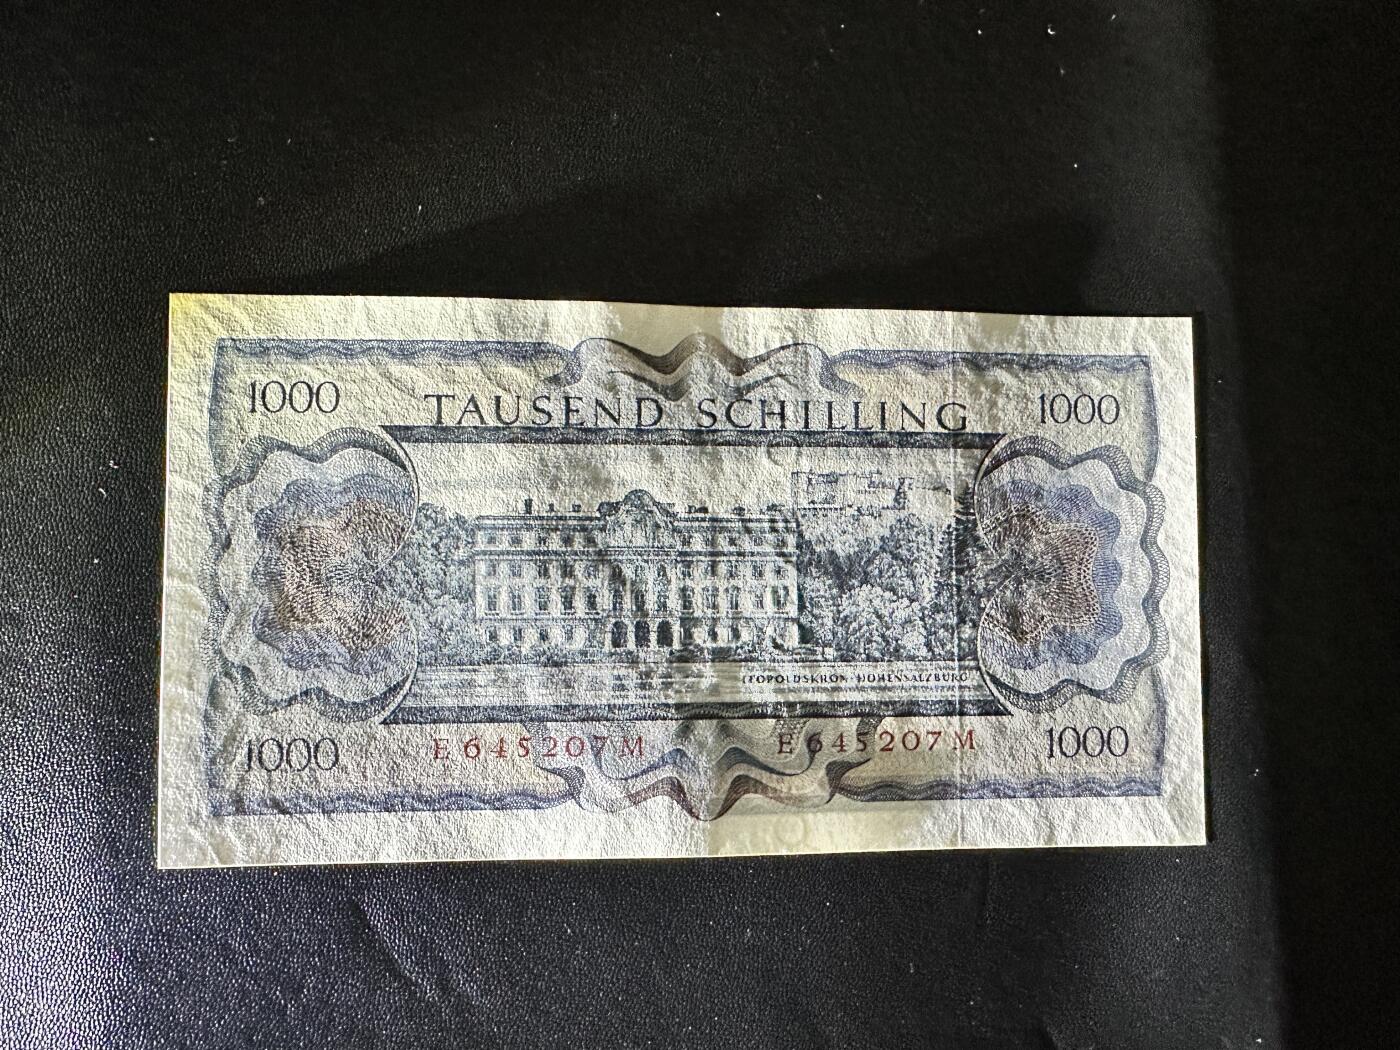 1000 TAUSEND SCHILLING 1000
LEOPOLDSKRON-HOHENSALZBURG
1000 E 645207 M E 645207 M 1000